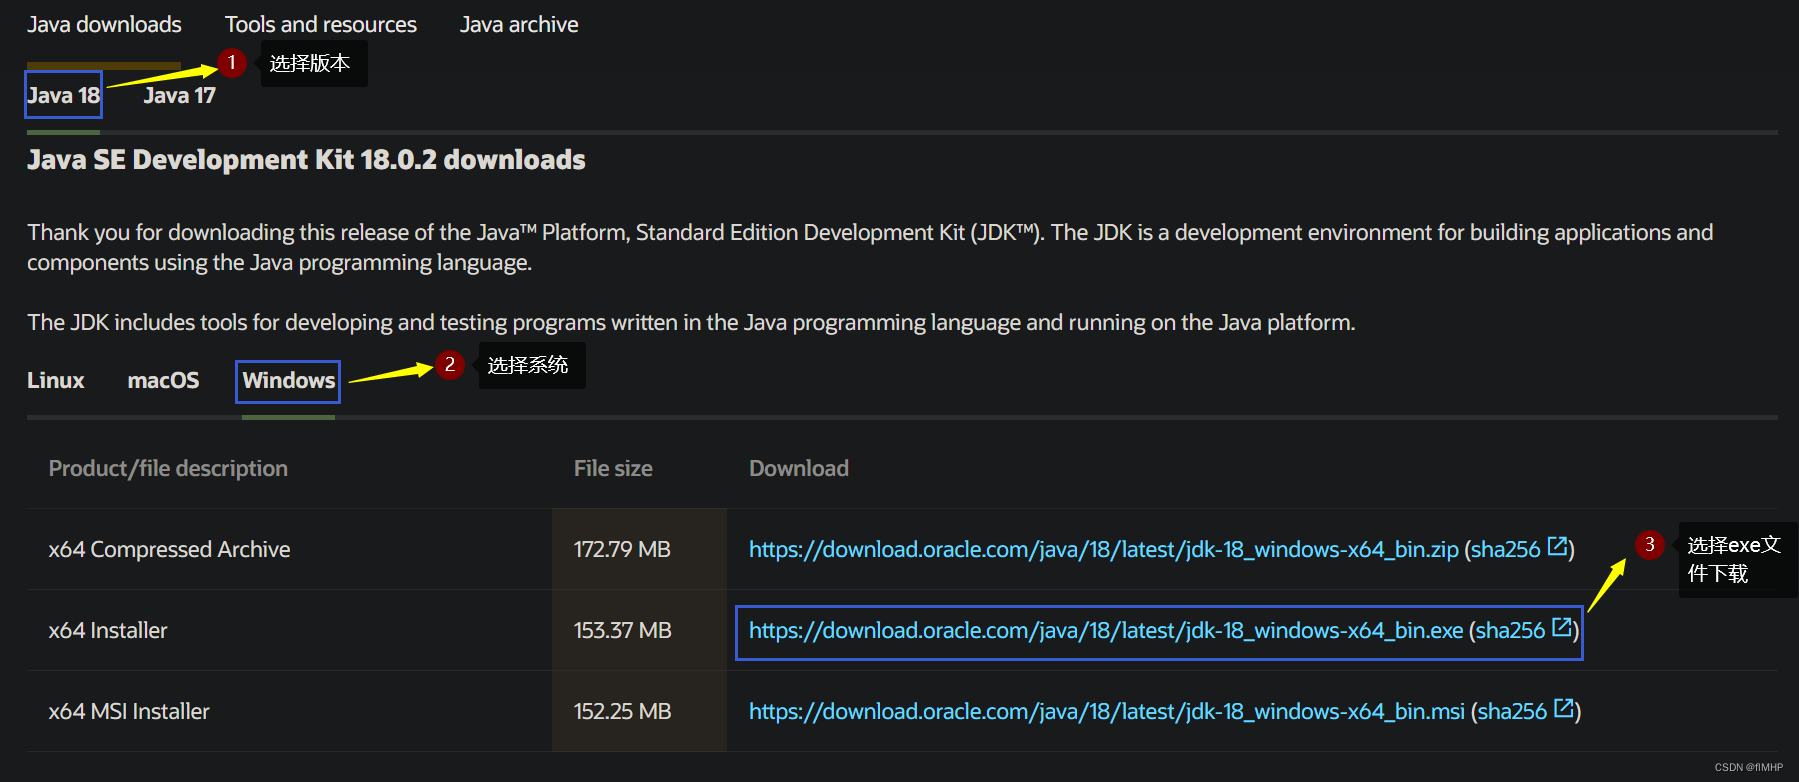 Java downloads Tools and resources Java archive
1 选择版本
Java 18 Java 17
Java SE Development Kit 18.0.2 downloads
Thank you for downloading this release of the Java™ Platform, Standard Edition Development Kit (JDK™). The JDK is a development environment for building applications and
components using the Java programming language.
The JDK includes tools for developing and testing programs written in the Java programming language and running on the Java platform.
Linux macOS Windows 2 选择系统
Product/file description File size Download
x64 Compressed Archive 172.79 MB https://download.oracle.com/java/18/latest/jdk-18_windows-x64_bin.zip (sha256)
3 选择exe文
件下载
x64 Installer 153.37 MB https://download.oracle.com/java/18/latest/jdk-18_windows-x64_bin.exe (sha256)
x64 MSI Installer 152.25 MB https://download.oracle.com/java/18/latest/jdk-18_windows-x64_bin.msi (sha256)
CSDN @flMHP